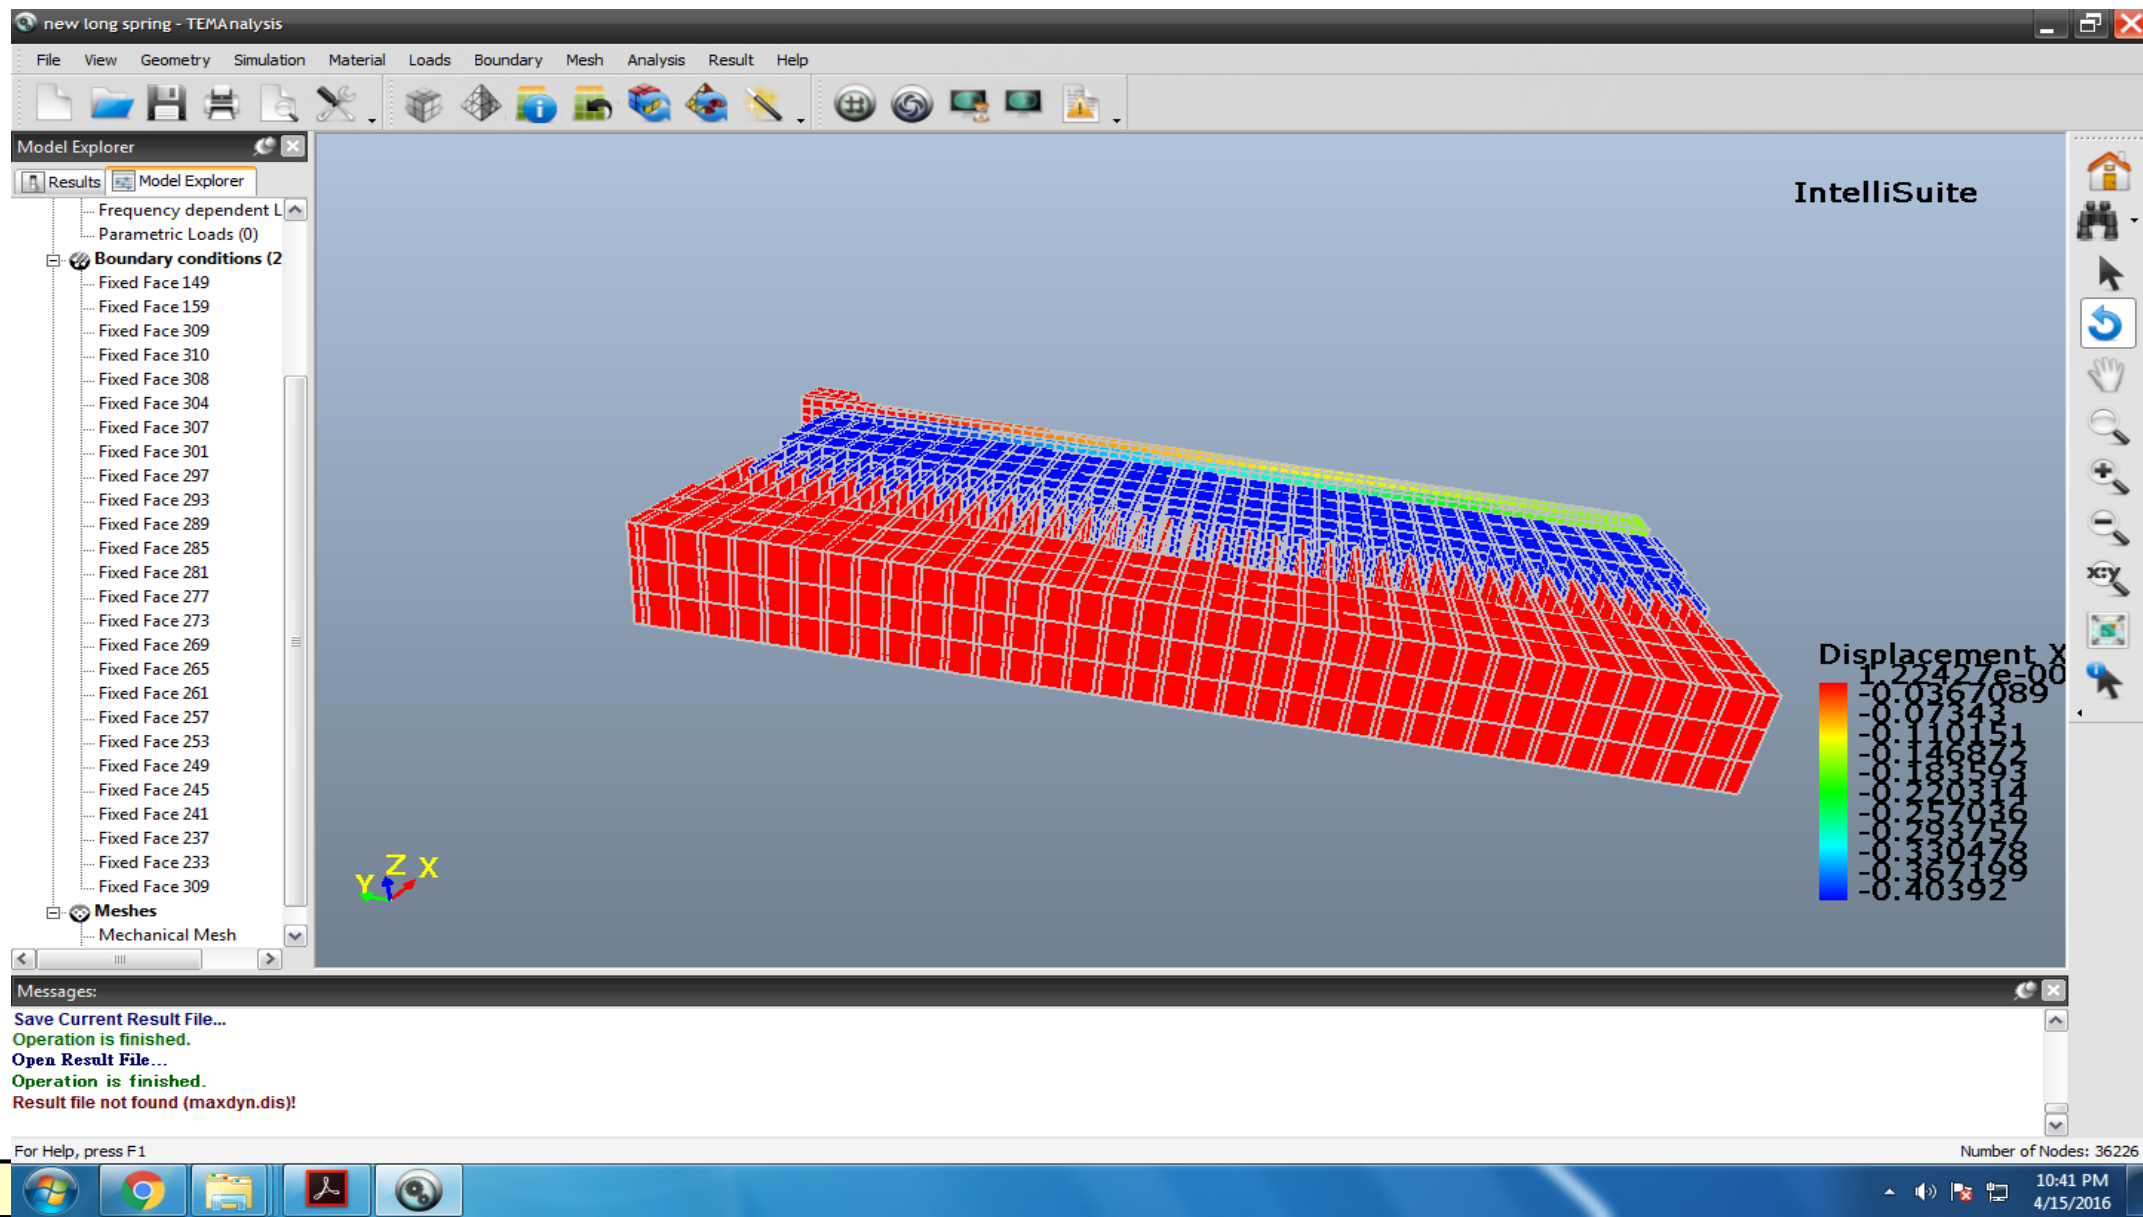 new long spring - TEMAnalysis
File View Geometry Simulation Material Loads Boundary Mesh Analysis Result Help
Model Explorer
Results Model Explorer
Frequency dependent L
Parametric Loads (0)
Boundary conditions (2
Fixed Face 149
Fixed Face 159
Fixed Face 309
Fixed Face 310
Fixed Face 308
Fixed Face 304
Fixed Face 307
Fixed Face 301
Fixed Face 297
Fixed Face 293
Fixed Face 289
Fixed Face 285
Fixed Face 281
Fixed Face 277
Fixed Face 273
Fixed Face 269
Fixed Face 265
Fixed Face 261
Fixed Face 257
Fixed Face 253
Fixed Face 249
Fixed Face 245
Fixed Face 241
Fixed Face 237
Fixed Face 233
Fixed Face 309
Meshes
Mechanical Mesh
IntelliSuite
Displacement X
1.22427e-00
-0.0367089
-0.07343
-0.110151
-0.146872
-0.183593
-0.220314
-0.257036
-0.293757
-0.330478
-0.367199
-0.40392
Z
X
Y
x:y
Messages:
Save Current Result File...
Operation is finished.
Open Result File...
Operation is finished.
Result file not found (maxdyn.dis)!
For Help, press F1
Number of Nodes: 36226
10:41 PM
4/15/2016